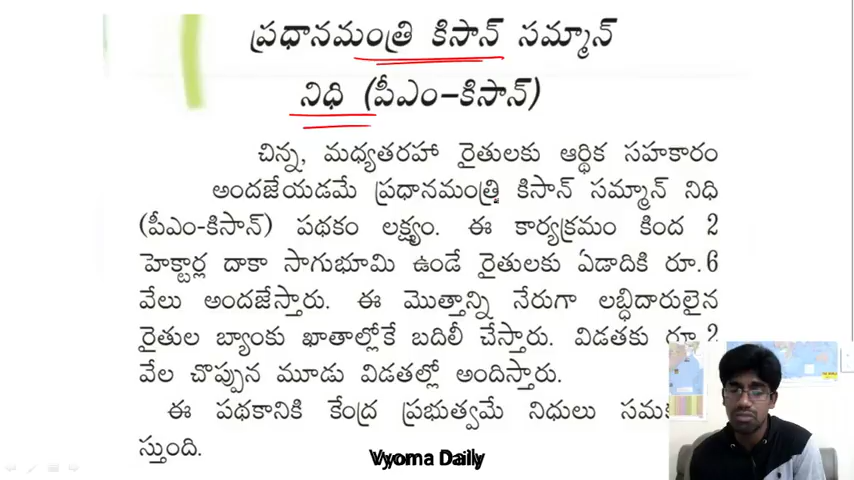 ప్రధానమంత్రి కిసాన్ సమ్మాన్
నిధి (పీఎం-కిసాన్)
చిన్న, మధ్యతరహా రైతులకు ఆర్థిక సహకారం
అందజేయడమే ప్రధానమంత్రి కిసాన్ సమ్మాన్ నిధి
(పీఎం-కిసాన్) పథకం లక్ష్యం. ఈ కార్యక్రమం కింద 2
హెక్టార్ల దాకా సాగుభూమి ఉండే రైతులకు ఏడాదికి రూ.6
వేలు అందజేస్తారు. ఈ మొత్తాన్ని నేరుగా లబ్ధిదారులైన
రైతుల బ్యాంకు ఖాతాల్లోకే బదిలీ చేస్తారు. విడతకు రూ.2
వేల చొప్పున మూడు విడతల్లో అందిస్తారు.
ఈ పథకానికి కేంద్ర ప్రభుత్వమే నిధులు
స్తుంది.
Vyoma Daily